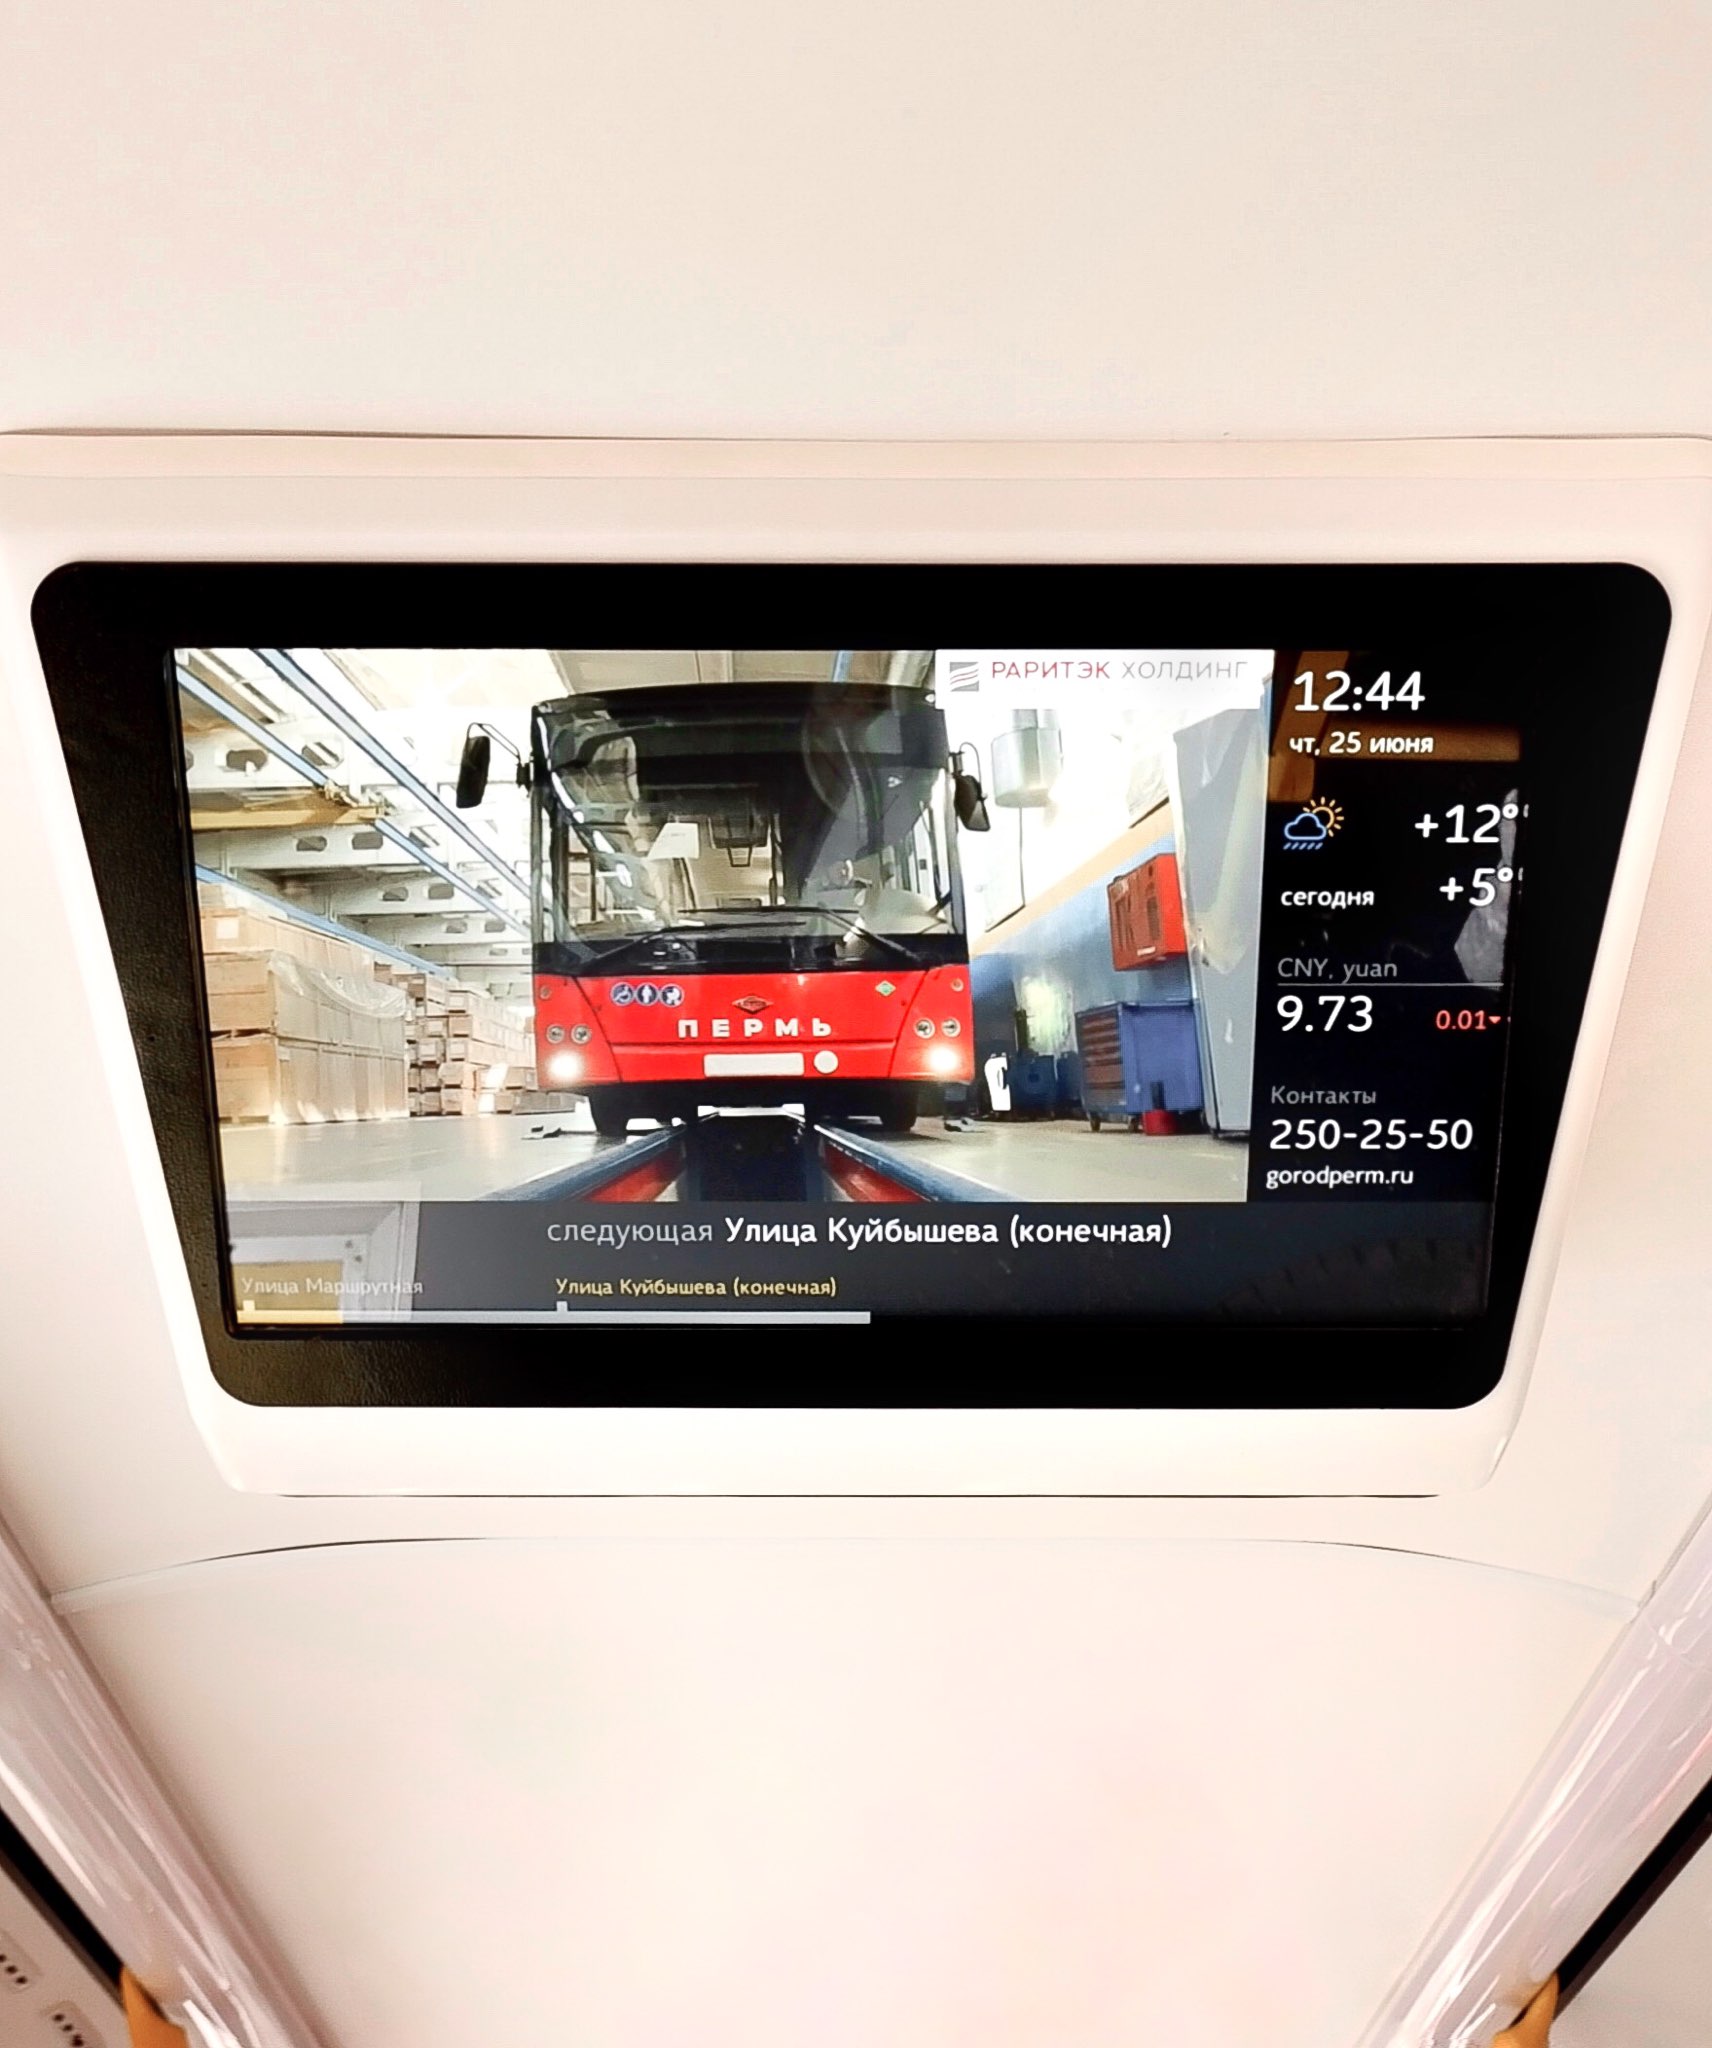 РАРИТЭК ХОЛДИНГ
12:44
чт, 25 июня
+12°
сегодня +5°
CNY, yuan
9.73 0.01
ПЕРМЬ
Контакты
250-25-50
gorodperm.ru
следующая Улица Куйбышева (конечная)
Улица Маршрутная Улица Куйбышева (конечная)